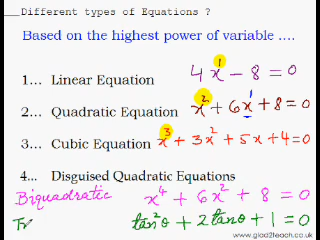 Different types of Equations ?
Based on the highest power of variable ....
1... Linear Equation 4x¹ - 8 = 0
2... Quadratic Equation x² + 6x¹ + 8 = 0
3... Cubic Equation x³ + 3x² + 5x + 4 = 0
4... Disguised Quadratic Equations
Biquadratic x⁴ + 6x² + 8 = 0
tan²θ + 2tanθ + 1 = 0
www.glad2teach.co.uk